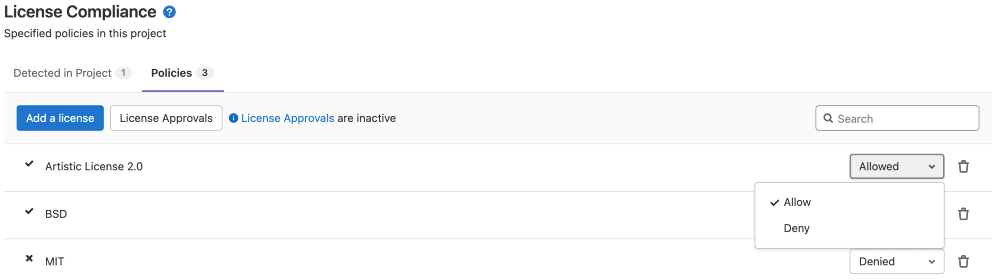 License Compliance ?
Specified policies in this project
Detected in Project 1 Policies 3
Add a license License Approvals License Approvals are inactive Search
Artistic License 2.0 Allowed
Allow
BSD
Deny
MIT Denied